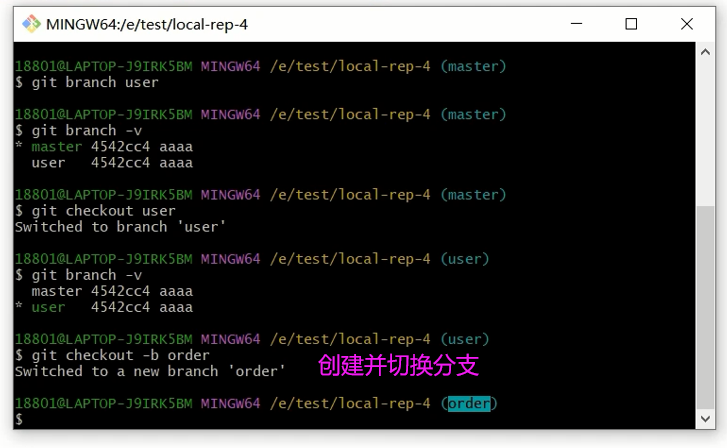 MINGW64:/e/test/local-rep-4
18801@LAPTOP-J9IRK5BM MINGW64 /e/test/local-rep-4 (master)
$ git branch user
18801@LAPTOP-J9IRK5BM MINGW64 /e/test/local-rep-4 (master)
$ git branch -v
* master 4542cc4 aaaa
  user   4542cc4 aaaa
18801@LAPTOP-J9IRK5BM MINGW64 /e/test/local-rep-4 (master)
$ git checkout user
Switched to branch 'user'
18801@LAPTOP-J9IRK5BM MINGW64 /e/test/local-rep-4 (user)
$ git branch -v
  master 4542cc4 aaaa
* user   4542cc4 aaaa
18801@LAPTOP-J9IRK5BM MINGW64 /e/test/local-rep-4 (user)
$ git checkout -b order
Switched to a new branch 'order' 创建并切换分支
18801@LAPTOP-J9IRK5BM MINGW64 /e/test/local-rep-4 (order)
$